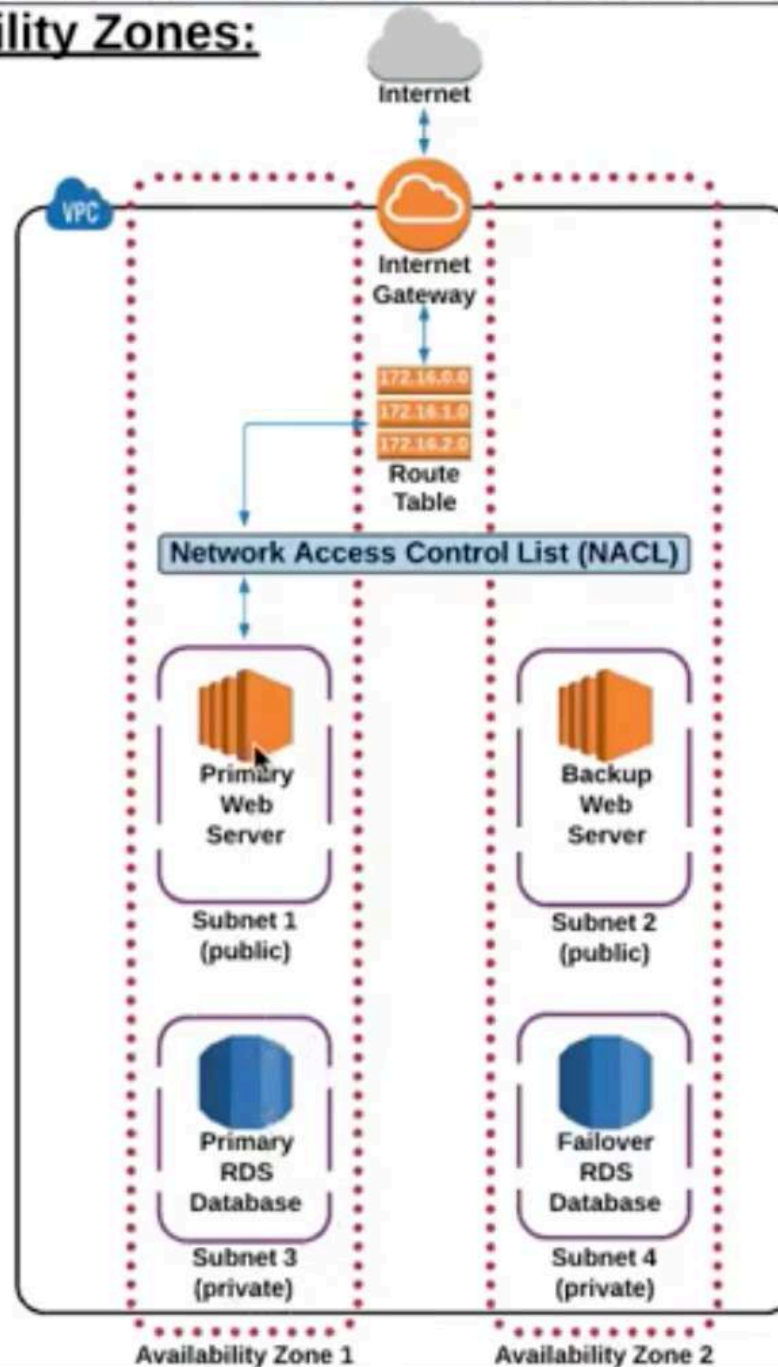 ility Zones:
Internet
VPC
Internet
Gateway
172.16.0.0
172.16.1.0
172.16.2.0
Route
Table
Network Access Control List (NACL)
Primary
Web
Server
Backup
Web
Server
Subnet 1
(public)
Subnet 2
(public)
Primary
RDS
Database
Failover
RDS
Database
Subnet 3
(private)
Subnet 4
(private)
Availability Zone 1
Availability Zone 2